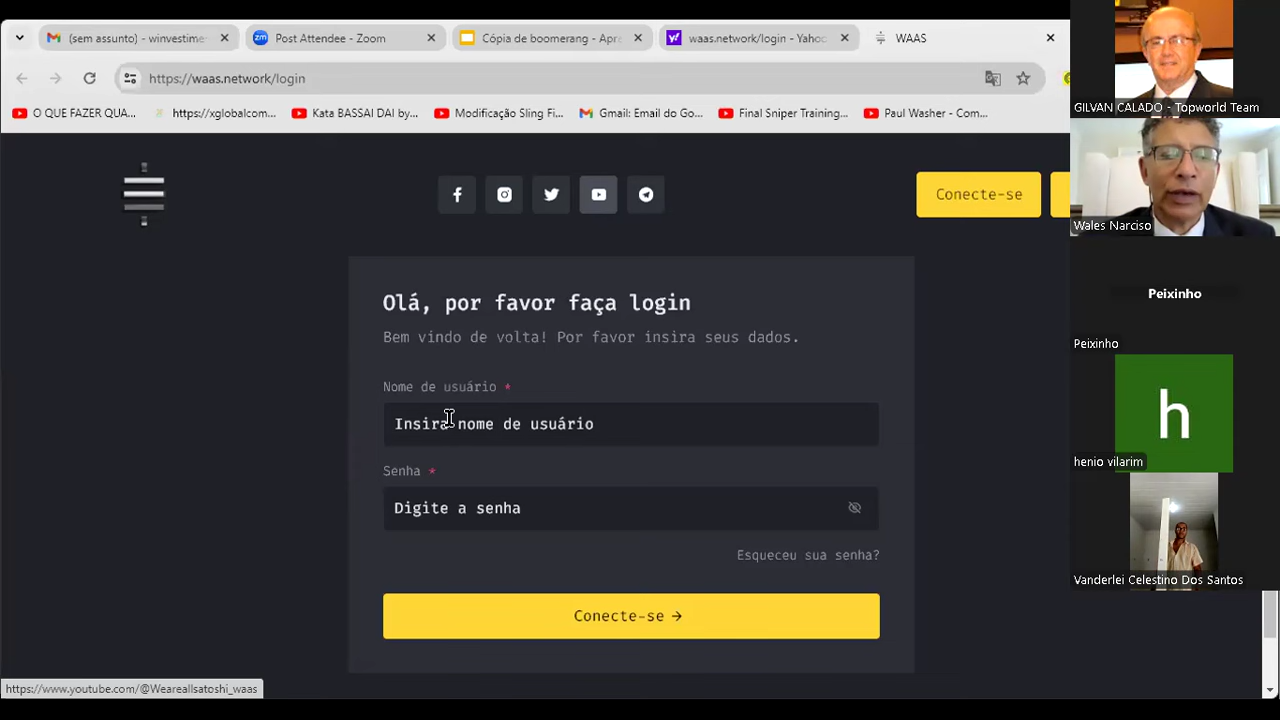 (sem assunto) - winvestime
Post Attendee - Zoom
Cópia de boomerang - Apre
waas.network/login - Yahoo
WAAS
https://waas.network/login
O QUE FAZER QUA...
https://xglobalcom...
Kata BASSAI DAI by...
Modificação Sling Fi...
Gmail: Email do Go...
Final Sniper Training...
Paul Washer - Com...
Conecte-se
Olá, por favor faça login
Bem vindo de volta! Por favor insira seus dados.
Nome de usuário *
Insira nome de usuário
Senha *
Digite a senha
Esqueceu sua senha?
Conecte-se →
https://www.youtube.com/@Weareallsatoshi_waas
GILVAN CALADO - Topworld Team
Wales Narciso
Peixinho
Peixinho
h
henio vilarim
Vanderlei Celestino Dos Santos